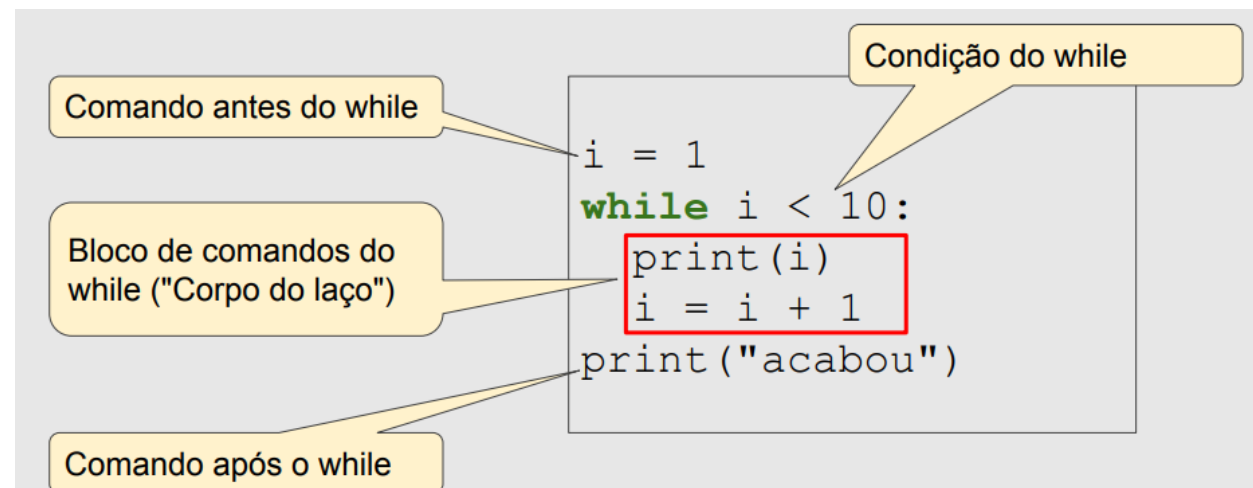 Condição do while
Comando antes do while
i = 1
while i < 10:
Bloco de comandos do
while ("Corpo do laço")
print(i)
i = i + 1
print("acabou")
Comando após o while